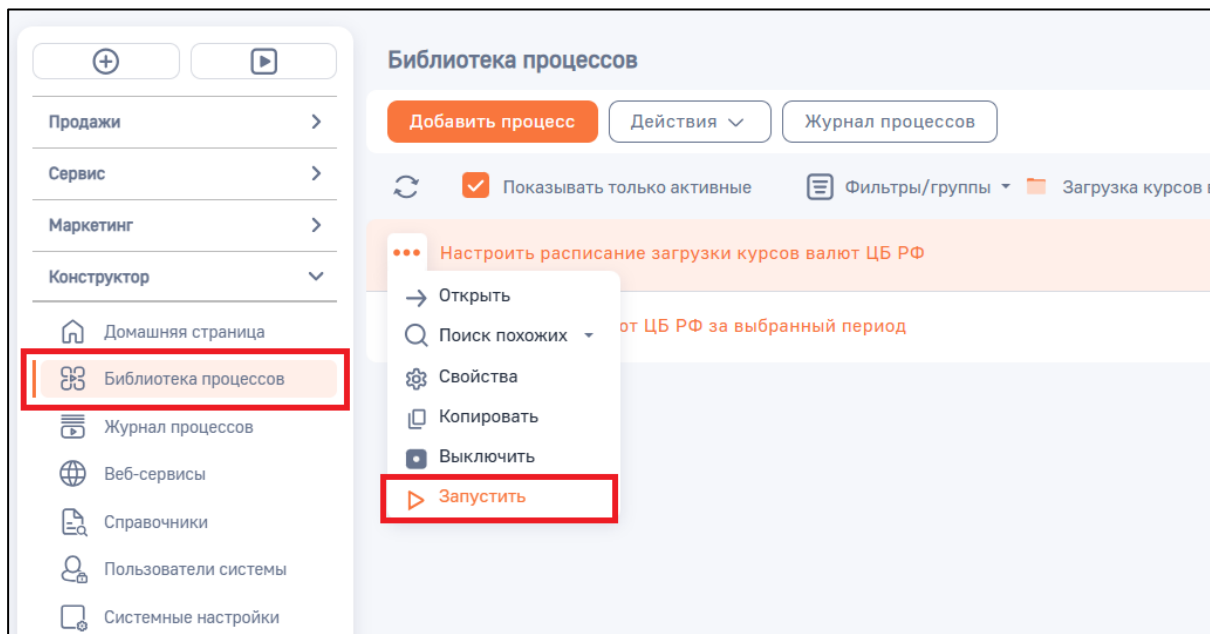 Библиотека процессов
Продажи
Сервис
Маркетинг
Конструктор
Домашняя страница
Библиотека процессов
Журнал процессов
Веб-сервисы
Справочники
Пользователи системы
Системные настройки
Добавить процесс Действия Журнал процессов
Показывать только активные Фильтры/группы Загрузка курсов
Настроить расписание загрузки курсов валют ЦБ РФ
Открыть
Поиск похожих
от ЦБ РФ за выбранный период
Свойства
Копировать
Выключить
Запустить